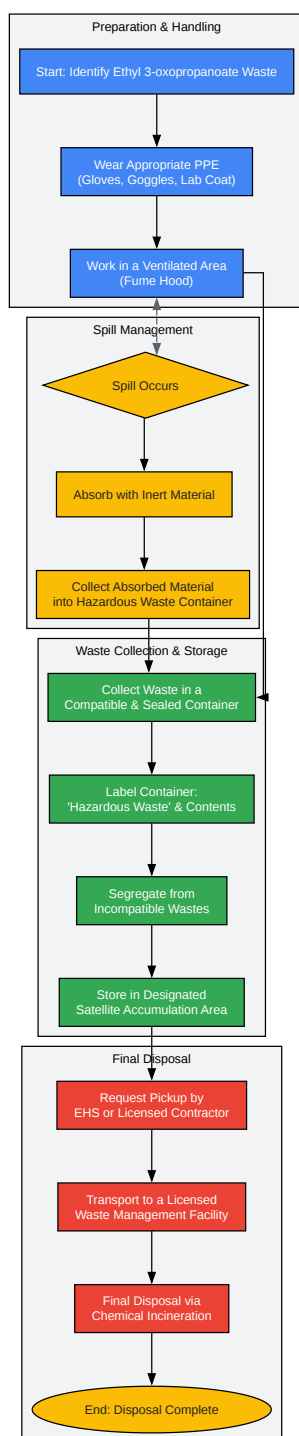 Preparation & Handling
Start: Identify Ethyl 3-oxopropanoate Waste
Wear Appropriate PPE
(Gloves, Goggles, Lab Coat)
Work in a Ventilated Area
(Fume Hood)
Spill Management
Spill Occurs
Absorb with Inert Material
Collect Absorbed Material
into Hazardous Waste Container
Waste Collection & Storage
Collect Waste in a
Compatible & Sealed Container
Label Container:
'Hazardous Waste' & Contents
Segregate from
Incompatible Wastes
Store in Designated
Satellite Accumulation Area
Final Disposal
Request Pickup by
EHS or Licensed Contractor
Transport to a Licensed
Waste Management Facility
Final Disposal via
Chemical Incineration
End: Disposal Complete